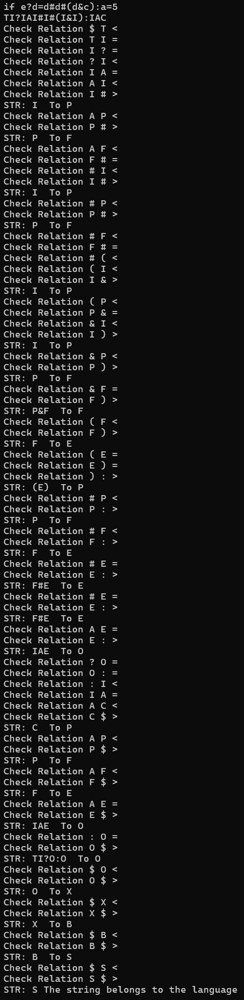 if e?d=d#d#(d&c):a=5
TI?IAI#I#(I&I):IAC
Check Relation $ T <
Check Relation T I =
Check Relation I ? =
Check Relation ? I <
Check Relation I A =
Check Relation A I <
Check Relation I # >
STR: I  To P
Check Relation A P <
Check Relation P # >
STR: P  To F
Check Relation A F <
Check Relation F # =
Check Relation # I <
Check Relation I # >
STR: I  To P
Check Relation # P <
Check Relation P # >
STR: P  To F
Check Relation # F <
Check Relation F # =
Check Relation # ( <
Check Relation ( I <
Check Relation I & >
STR: I  To P
Check Relation ( P <
Check Relation P & =
Check Relation & I <
Check Relation I ) >
STR: I  To P
Check Relation & P <
Check Relation P ) >
STR: P  To F
Check Relation & F =
Check Relation F ) >
STR: P&F  To F
Check Relation ( F <
Check Relation F ) >
STR: F  To E
Check Relation ( E =
Check Relation E ) =
Check Relation ) : >
STR: (E)  To P
Check Relation # P <
Check Relation P : >
STR: P  To F
Check Relation # F <
Check Relation F : >
STR: F  To E
Check Relation # E =
Check Relation E : >
STR: F#E  To E
Check Relation # E =
Check Relation E : >
STR: F#E  To E
Check Relation A E =
Check Relation E : >
STR: IAE  To O
Check Relation ? O =
Check Relation O : =
Check Relation : I <
Check Relation I A =
Check Relation A C <
Check Relation C $ >
STR: C  To P
Check Relation A P <
Check Relation P $ >
STR: P  To F
Check Relation A F <
Check Relation F $ >
STR: F  To E
Check Relation A E =
Check Relation E $ >
STR: IAE  To O
Check Relation : O =
Check Relation O $ >
STR: TI?O:O  To O
Check Relation $ O <
Check Relation O $ >
STR: O  To X
Check Relation $ X <
Check Relation X $ >
STR: X  To B
Check Relation $ B <
Check Relation B $ >
STR: B  To S
Check Relation $ S <
Check Relation S $ >
STR: S The string belongs to the language